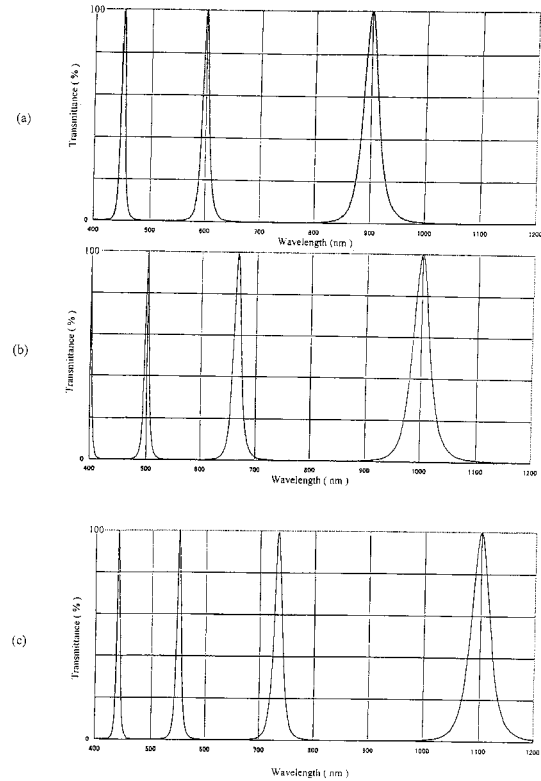 (a)
Transmittance ( % )
100
0
400 500 600 700 800 900 1000 1100 1200
Wavelength (nm )
(b)
Transmittance ( % )
100
0
400 500 600 700 800 900 1000 1100 1200
Wavelength ( nm )
(c)
Transmittance ( % )
100
0
400 500 600 700 800 900 1000 1100 1200
Wavelength ( nm )